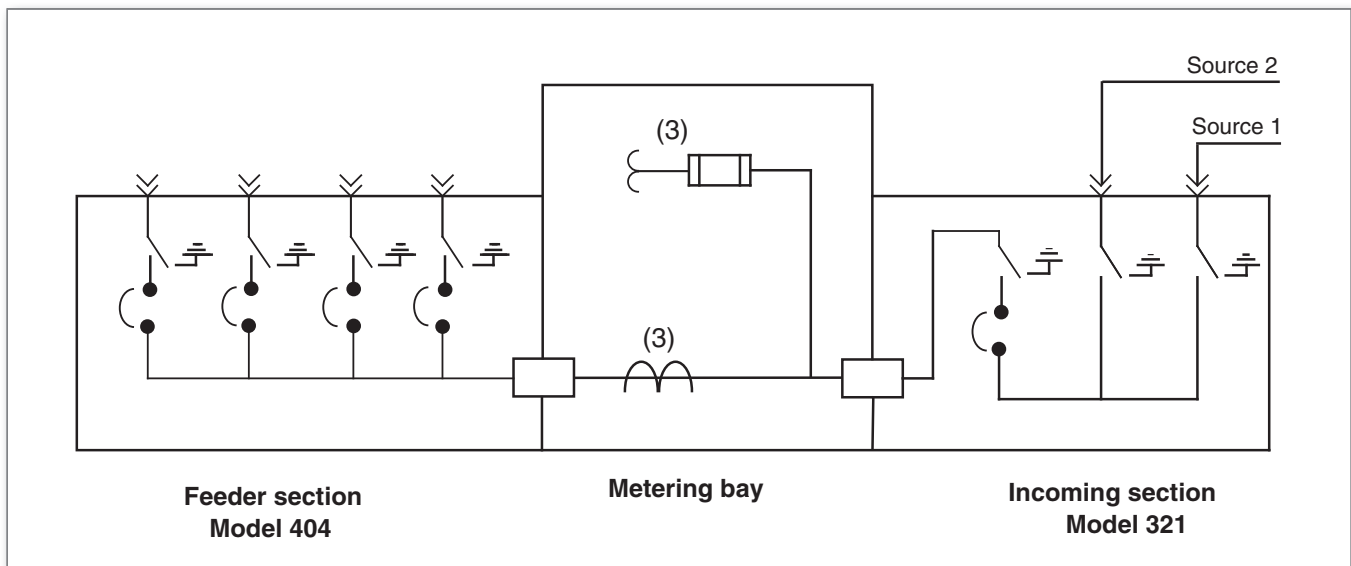 Source 2
Source 1
(3)
(3)
Feeder section
Model 404
Metering bay
Incoming section
Model 321